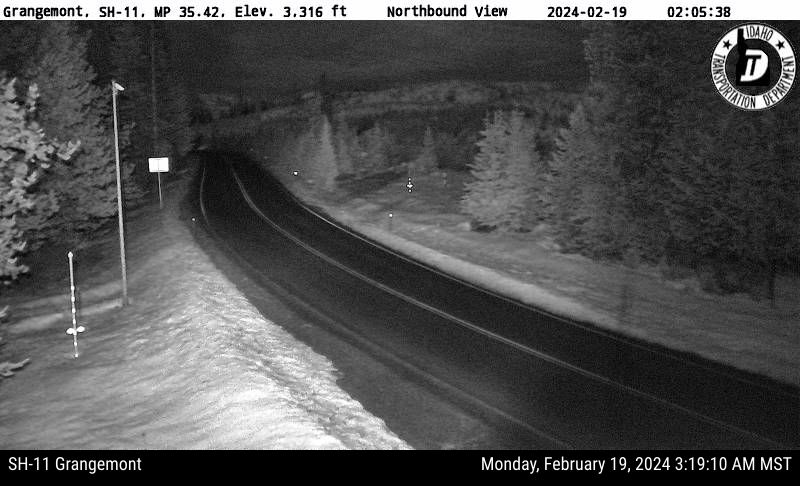 Grangemont, SH-11, MP 35.42, Elev. 3,316 ft Northbound View 2024-02-19 02:05:38
IDAHO
TRANSPORTATION DEPARTMENT
SH-11 Grangemont Monday, February 19, 2024 3:19:10 AM MST